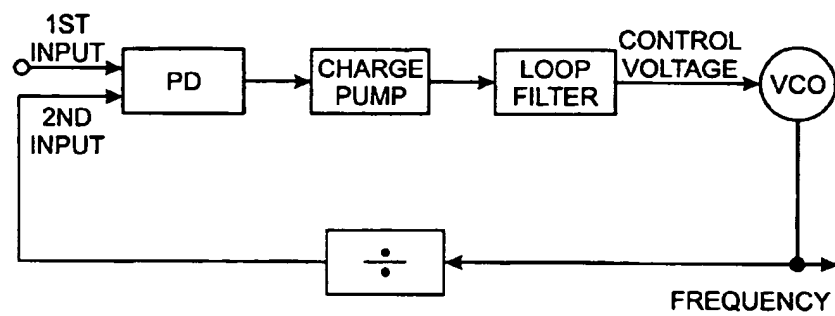 1ST
INPUT
PD
CHARGE
PUMP
LOOP
FILTER
CONTROL
VOLTAGE
VCO
2ND
INPUT
÷
FREQUENCY